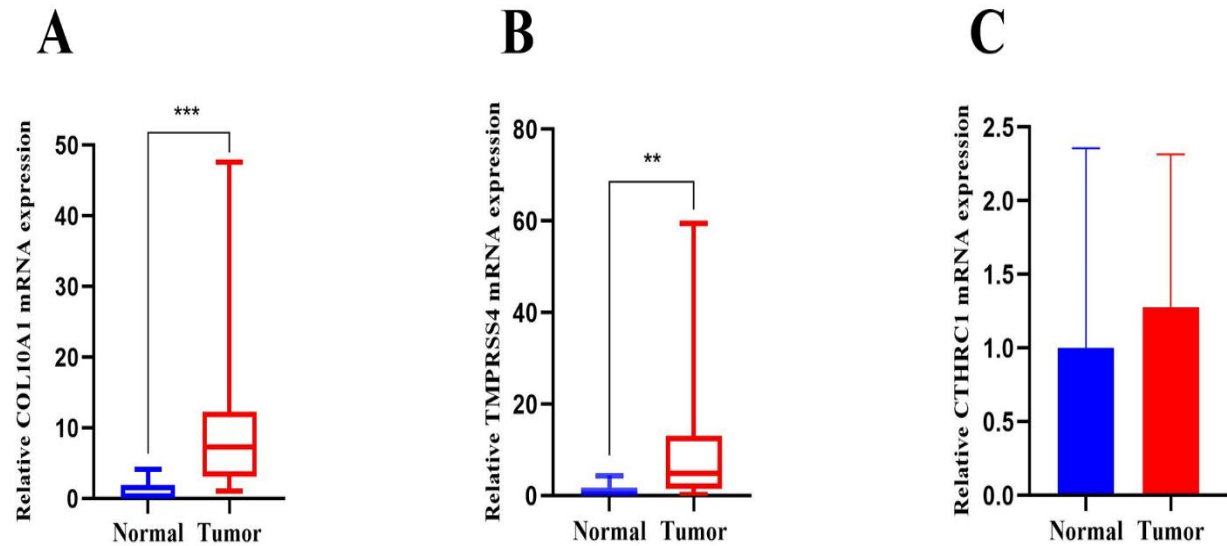 A
Relative COL10A1 mRNA expression
50
40
30
20
10
0
***
Normal Tumor
B
Relative TMPRSS4 mRNA expression
80
60
40
20
0
**
Normal Tumor
C
Relative CTHRC1 mRNA expression
2.5
2.0
1.5
1.0
0.5
0.0
Normal Tumor